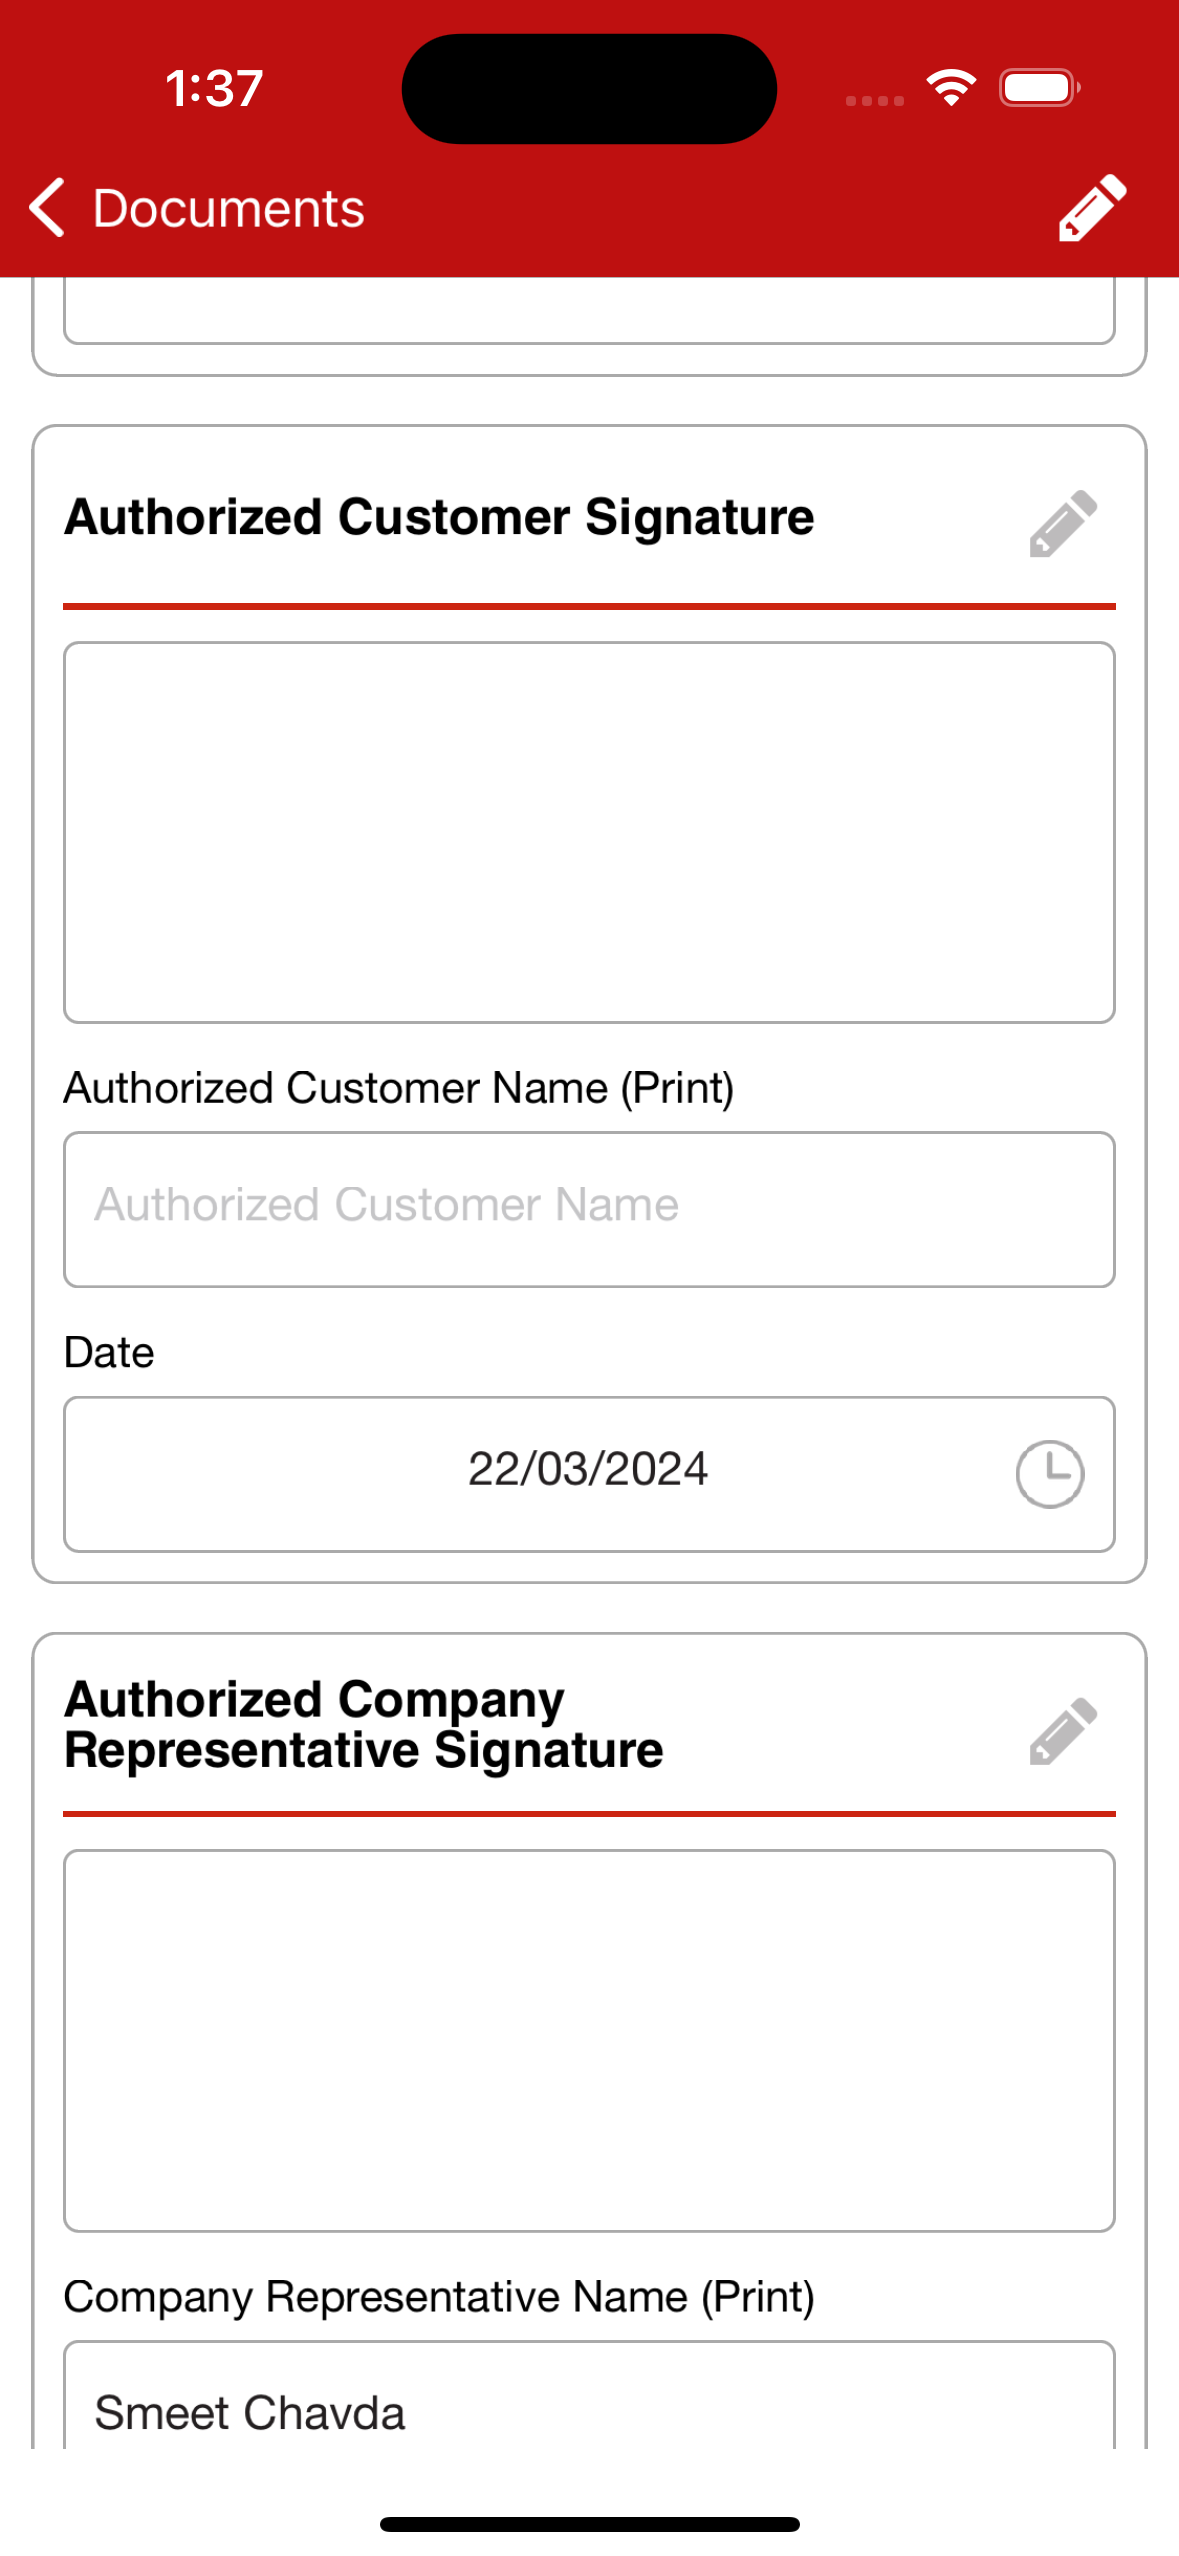 1:37
Documents
Authorized Customer Signature
Authorized Customer Name (Print)
Authorized Customer Name
Date
22/03/2024
Authorized Company
Representative Signature
Company Representative Name (Print)
Smeet Chavda